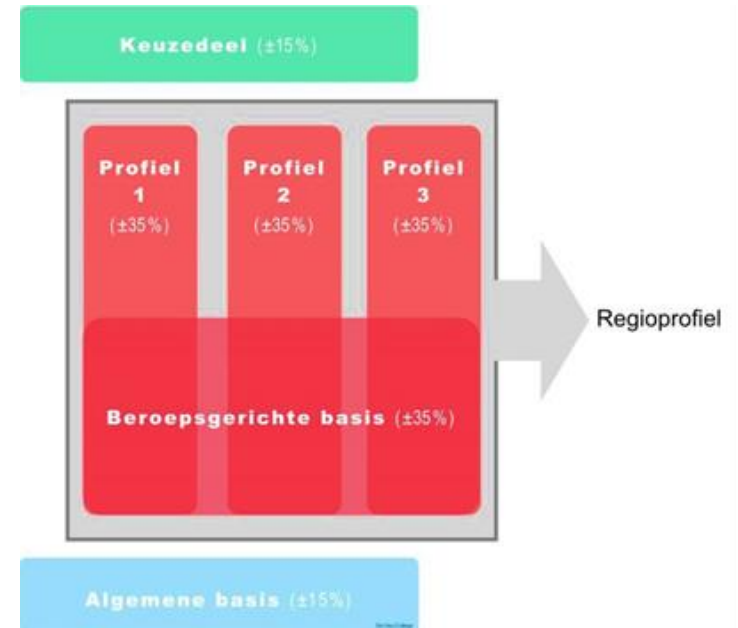 Keuzedeel (±15%)
Profiel
1
(±35%)
Profiel
2
(±35%)
Profiel
3
(±35%)
Regioprofiel
Beroepsgerichte basis (±35%)
Algemene basis (±15%)